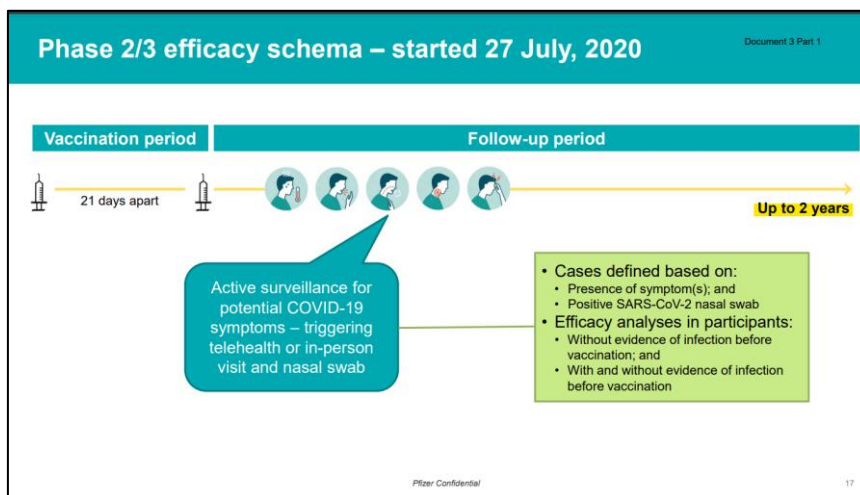 Phase 2/3 efficacy schema – started 27 July, 2020
Document 3 Part 1
Vaccination period
Follow-up period
21 days apart
Up to 2 years
Active surveillance for
potential COVID-19
symptoms – triggering
telehealth or in-person
visit and nasal swab
• Cases defined based on:
• Presence of symptom(s); and
• Positive SARS-CoV-2 nasal swab
• Efficacy analyses in participants:
• Without evidence of infection before
vaccination; and
• With and without evidence of infection
before vaccination
Pfizer Confidential
17